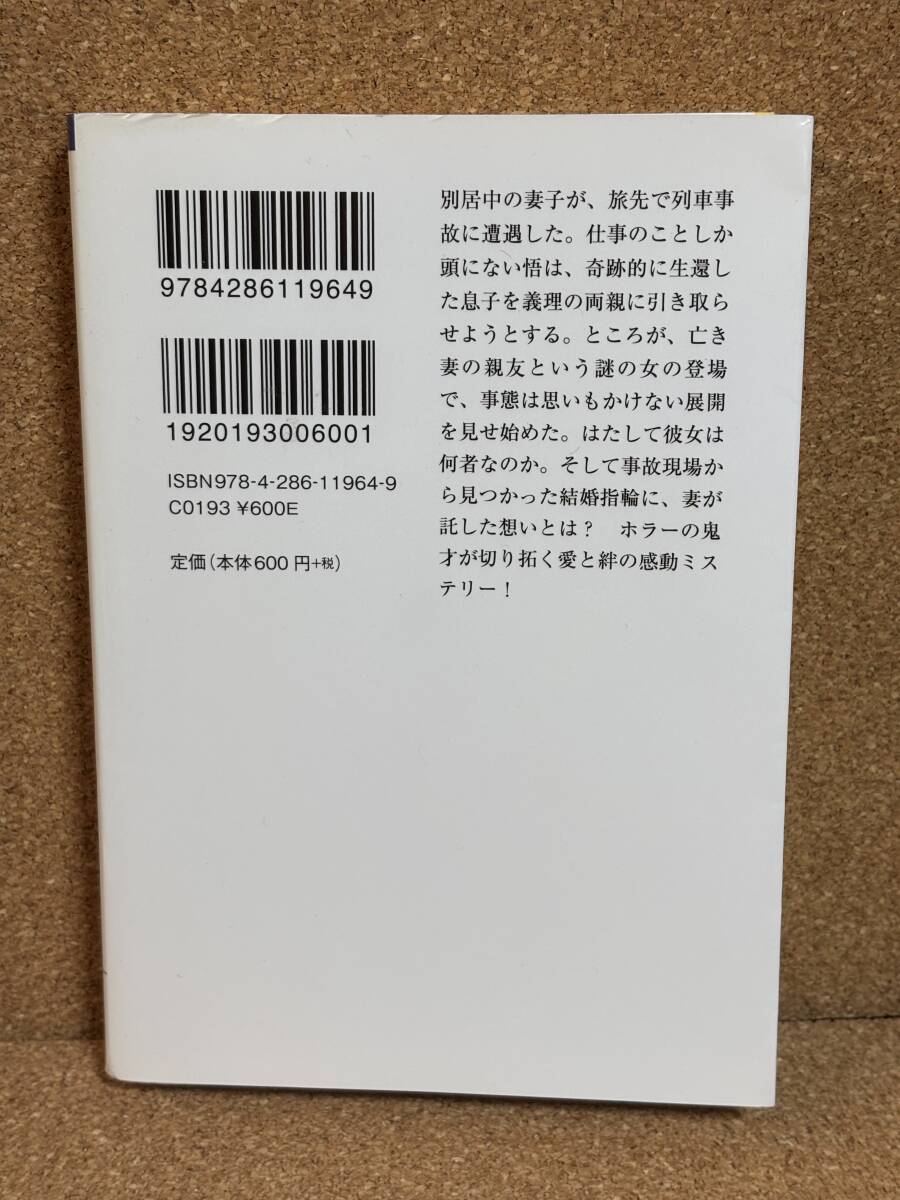 9784286119649
1920193006001
ISBN978-4-286-11964-9
C0193 ¥600E
定価(本体600円+税)
別居中の妻子が、旅先で列車事
故に遭遇した。仕事のことしか
頭にない悟は、奇跡的に生還し
た息子を義理の両親に引き取ら
せようとする。ところが、亡き
妻の親友という謎の女の登場
で、事態は思いもかけない展開
を見せ始めた。はたして彼女は
何者なのか。そして事故現場か
ら見つかった結婚指輪に、妻が
託した想いとは？　ホラーの鬼
才が切り拓く愛と絆の感動ミス
テリー！